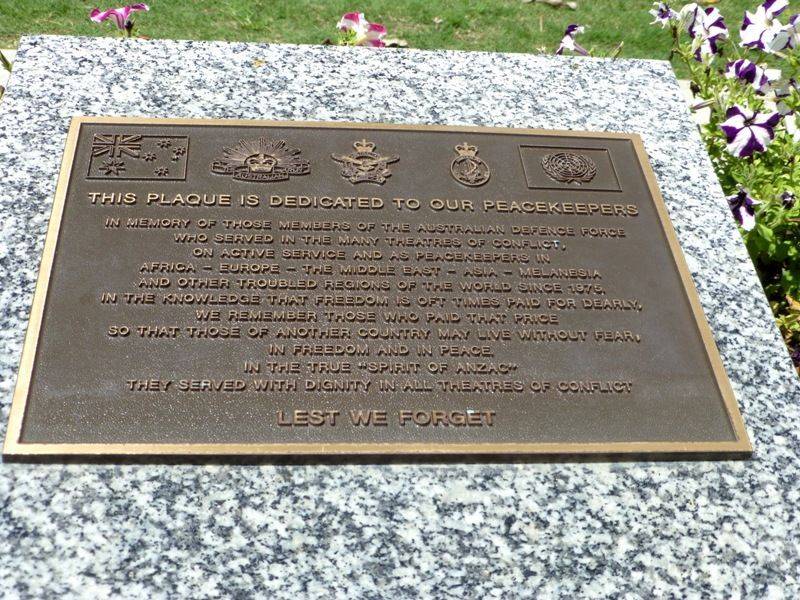 AUSTRALIAN
THIS PLAQUE IS DEDICATED TO OUR PEACEKEEPERS
IN MEMORY OF THOSE MEMBERS OF THE AUSTRALIAN DEFENCE FORCE
WHO SERVED IN THE MANY THEATRES OF CONFLICT,
ON ACTIVE SERVICE AND AS PEACEKEEPERS IN
AFRICA – EUROPE – THE MIDDLE EAST – ASIA – MELANESIA
AND OTHER TROUBLED REGIONS OF THE WORLD SINCE 1975.
IN THE KNOWLEDGE THAT FREEDOM IS OFT TIMES PAID FOR DEARLY,
WE REMEMBER THOSE WHO PAID THAT PRICE
SO THAT THOSE OF ANOTHER COUNTRY MAY LIVE WITHOUT FEAR,
IN FREEDOM AND IN PEACE.
IN THE TRUE "SPIRIT OF ANZAC"
THEY SERVED WITH DIGNITY IN ALL THEATRES OF CONFLICT
LEST WE FORGET